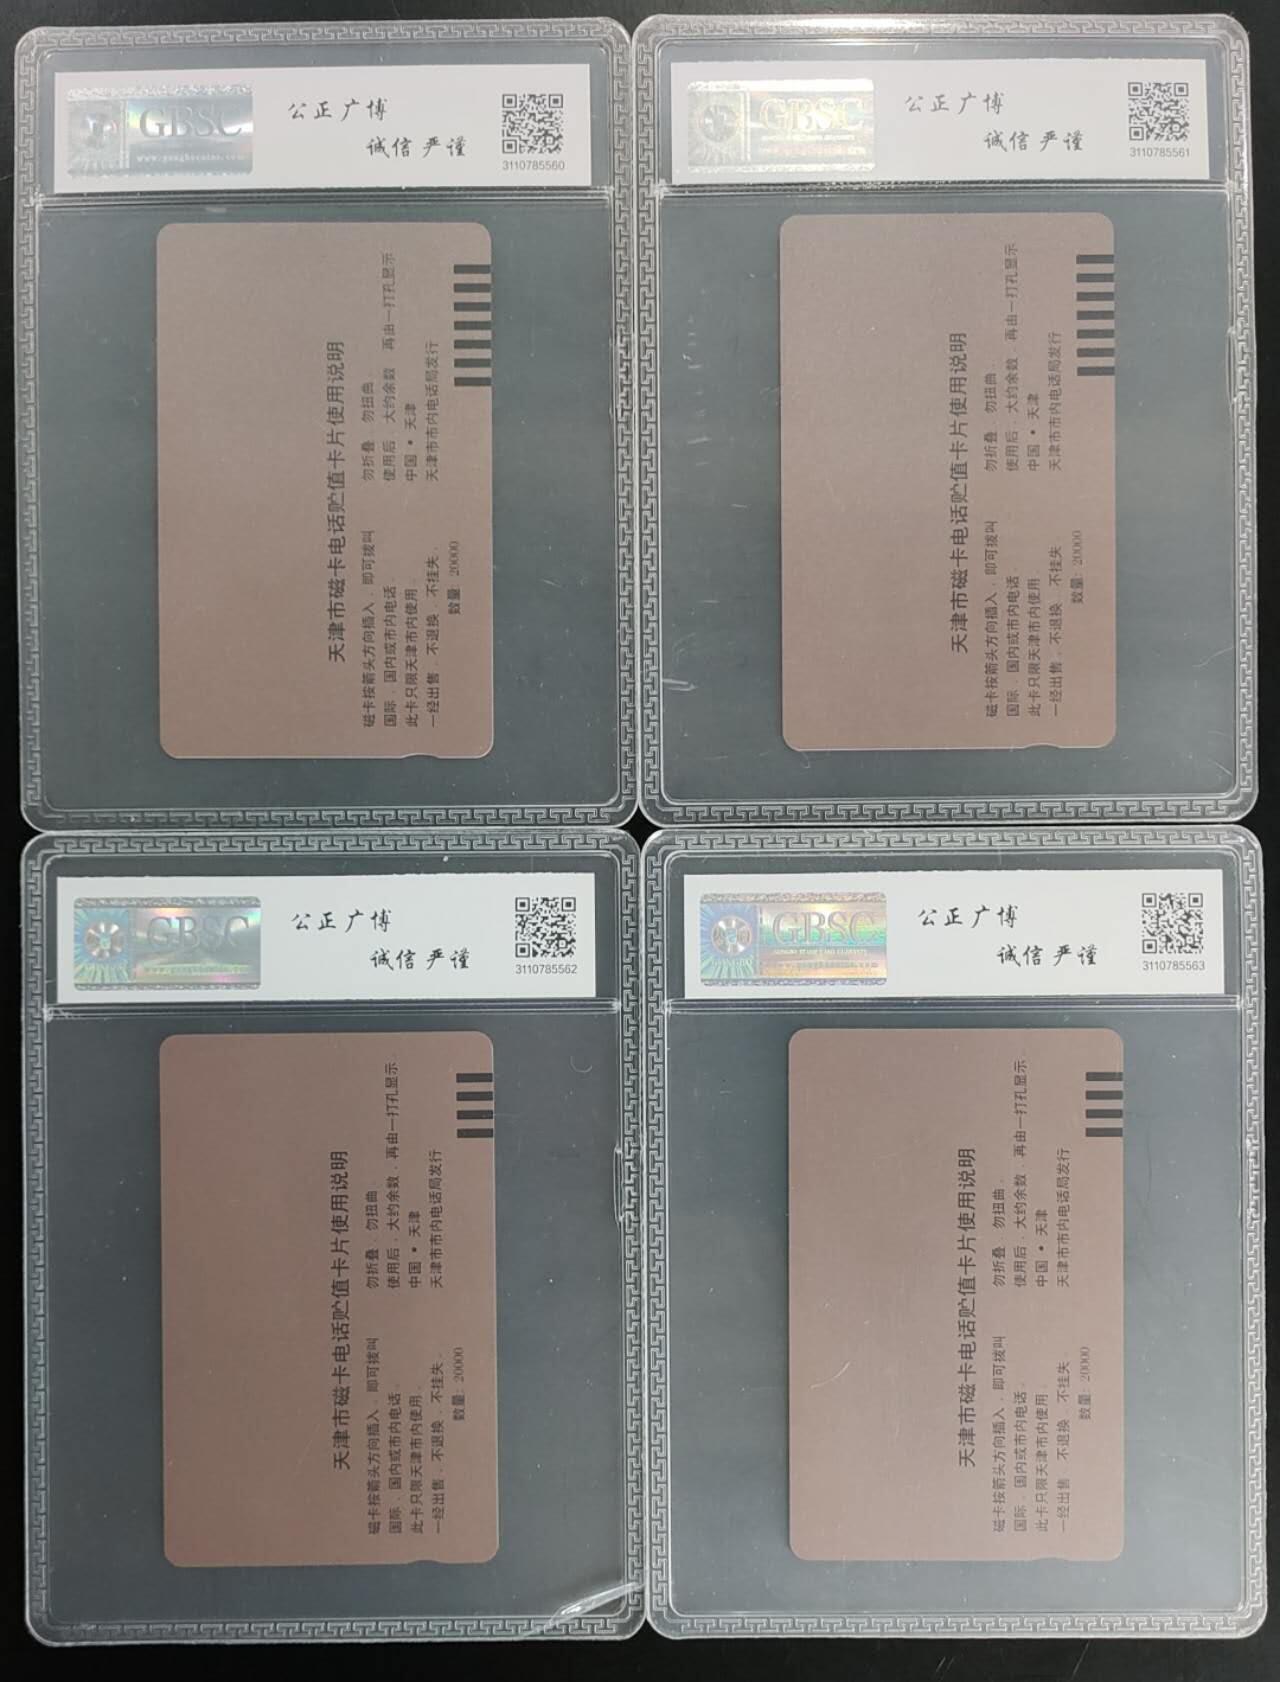 GBSC
www.gongbocoins.com
公正广博
诚信严谨
3110785560
天津市磁卡电话贮值卡片使用说明
磁卡按箭头方向插入．即可拨叫
国际．国内或市内电话．
此卡只限天津市内使用．
一经出售．不退换．不挂失．
数量：20000
勿折叠．勿扭曲．
使用后．大约余数．再由一打孔显示．
中国·天津
天津市市内电话局发行
GBSC
公正广博
诚信严谨
3110785561
天津市磁卡电话贮值卡片使用说明
磁卡按箭头方向插入．即可拨叫
国际．国内或市内电话．
此卡只限天津市内使用．
一经出售．不退换．不挂失．
数量：20000
勿折叠．勿扭曲．
使用后．大约余数．再由一打孔显示．
中国·天津
天津市市内电话局发行
GBSC
公正广博
诚信严谨
3110785562
天津市磁卡电话贮值卡片使用说明
磁卡按箭头方向插入．即可拨叫
国际．国内或市内电话．
此卡只限天津市内使用．
一经出售．不退换．不挂失．
数量：20000
勿折叠．勿扭曲．
使用后．大约余数．再由一打孔显示．
中国·天津
天津市市内电话局发行
GBSC
公正广博
诚信严谨
3110785563
天津市磁卡电话贮值卡片使用说明
磁卡按箭头方向插入．即可拨叫
国际．国内或市内电话．
此卡只限天津市内使用．
一经出售．不退换．不挂失．
数量：20000
勿折叠．勿扭曲．
使用后．大约余数．再由一打孔显示．
中国·天津
天津市市内电话局发行